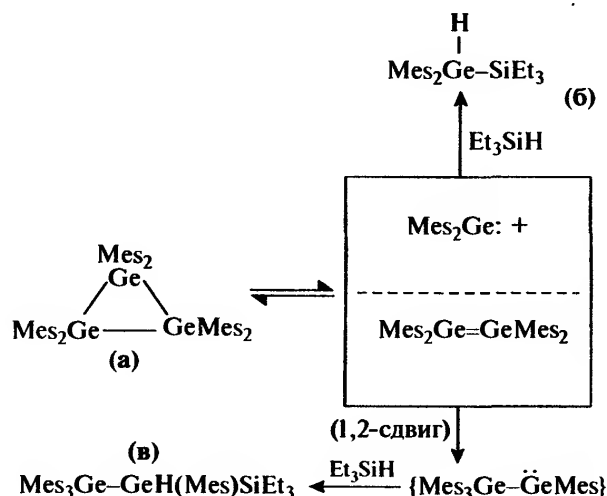 H
Mes₂Ge–SiEt₃
(б)
Et₃SiH
Mes₂Ge: +
Mes₂Ge=GeMes₂
Mes₂
Ge
Mes₂Ge GeMes₂
(а)
(1,2-сдвиг)
(в)
Mes₃Ge–GeH(Mes)SiEt₃ Et₃SiH {Mes₃Ge–G̈eMes}